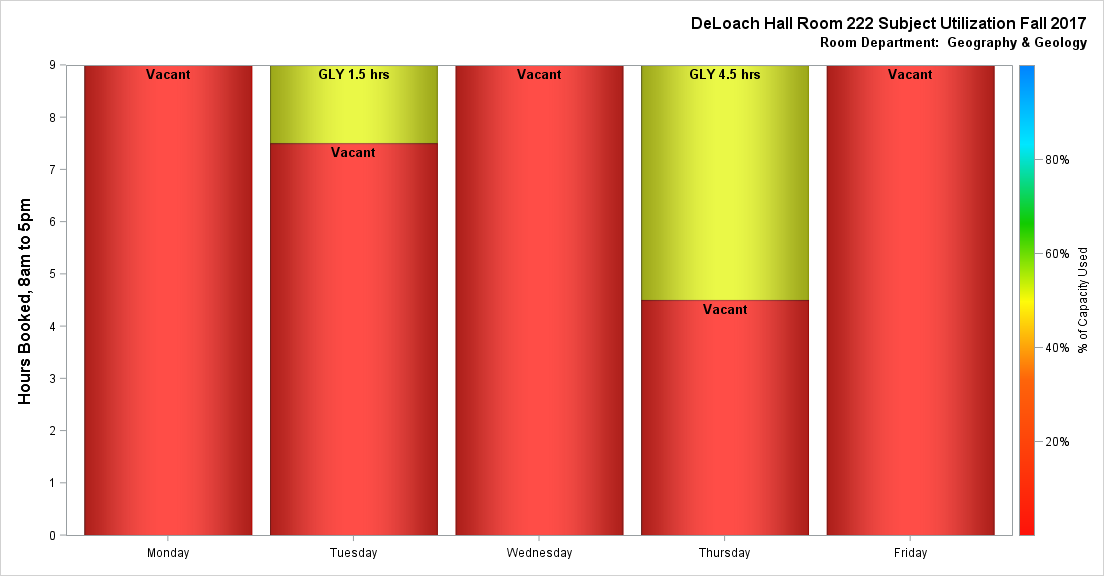 DeLoach Hall Room 222 Subject Utilization Fall 2017
Room Department:  Geography & Geology
Hours Booked, 8am to 5pm
9
8
7
6
5
4
3
2
1
0
Vacant
GLY 1.5 hrs
Vacant
Vacant
GLY 4.5 hrs
Vacant
Vacant
Monday
Tuesday
Wednesday
Thursday
Friday
80%
60%
40%
20%
% of Capacity Used